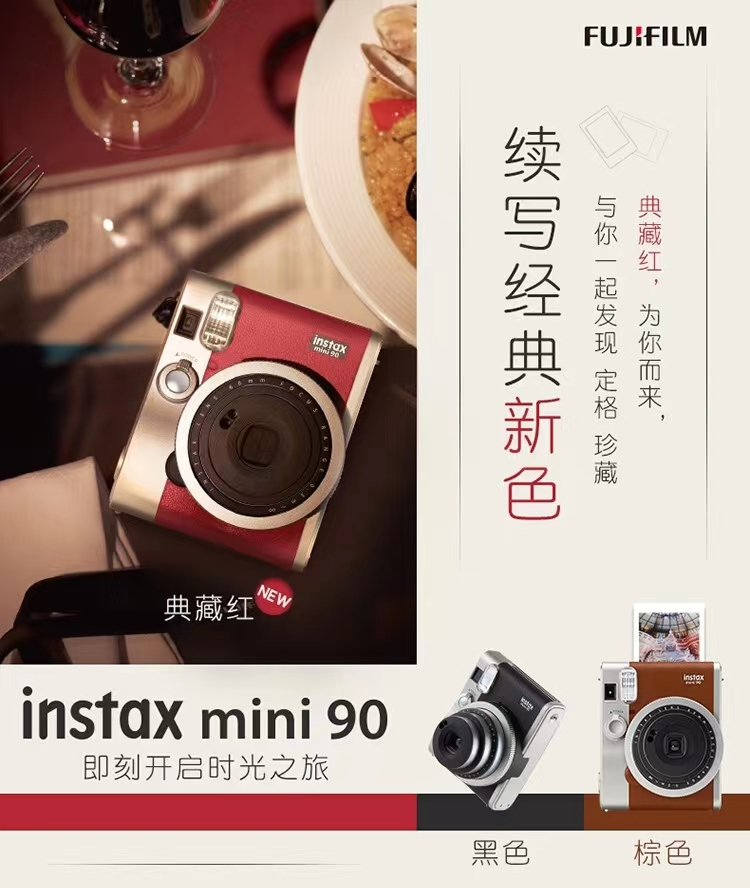 FUJIFILM
续写经典新色
典藏红，为你而来，
与你一起发现 定格 珍藏
instax
mini 90
典藏红
NEW
instax mini 90
即刻开启时光之旅
instax
mini 90
黑色
棕色